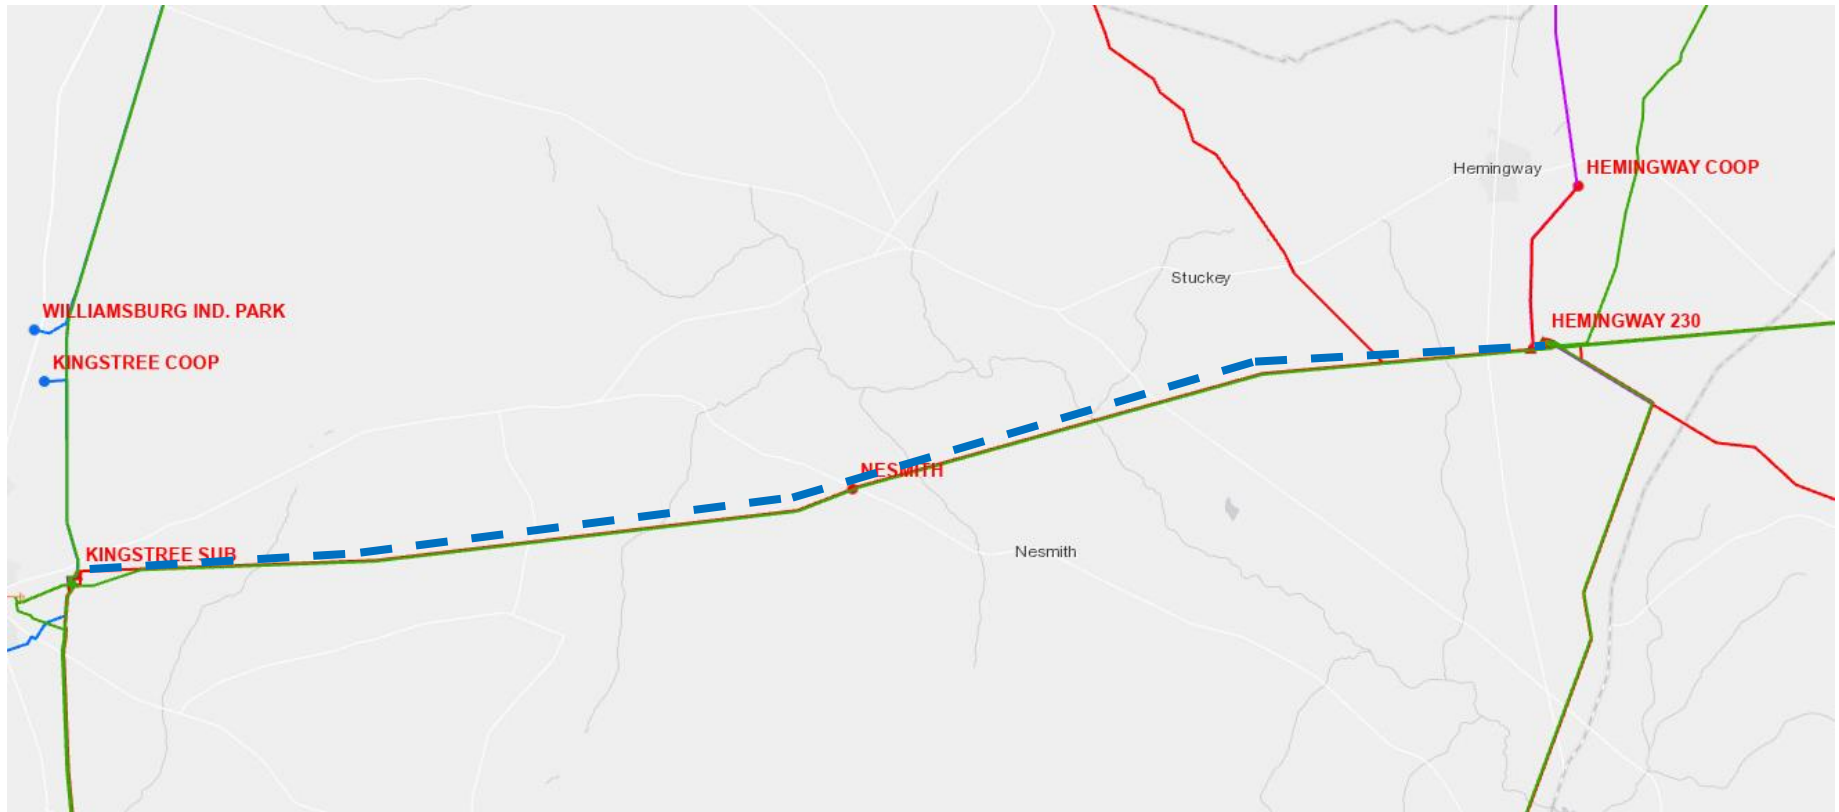 Hemingway
HEMINGWAY COOP
Stuckey
WILLIAMSBURG IND. PARK
HEMINGWAY 230
KINGSTREE COOP
NESMITH
KINGSTREE SUB
Nesmith